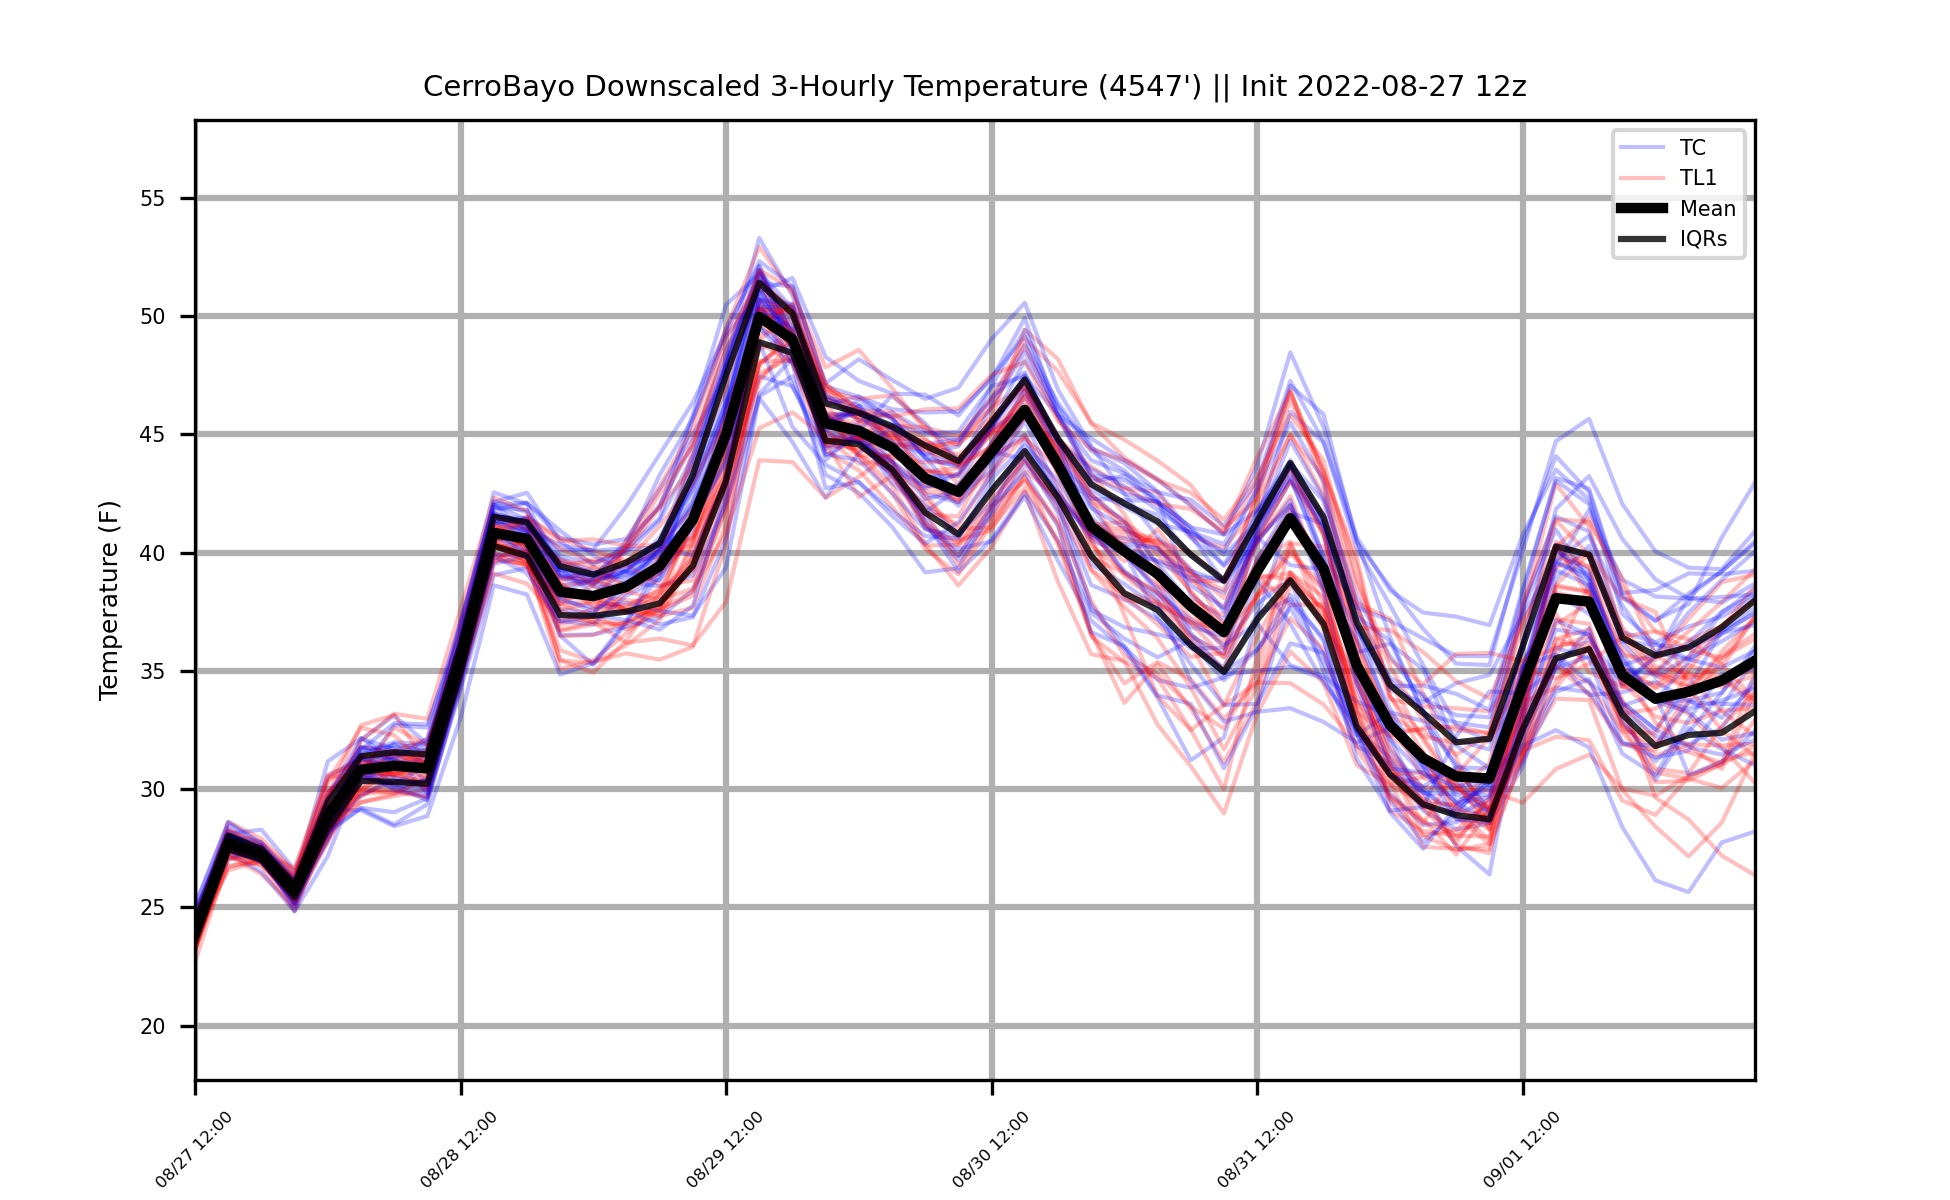 CerroBayo Downscaled 3-Hourly Temperature (4547') || Init 2022-08-27 12z
TC
TL1
Mean
IQRs
Temperature (F)
55
50
45
40
35
30
25
20
08/27 12:00
08/28 12:00
08/29 12:00
08/30 12:00
08/31 12:00
09/01 12:00